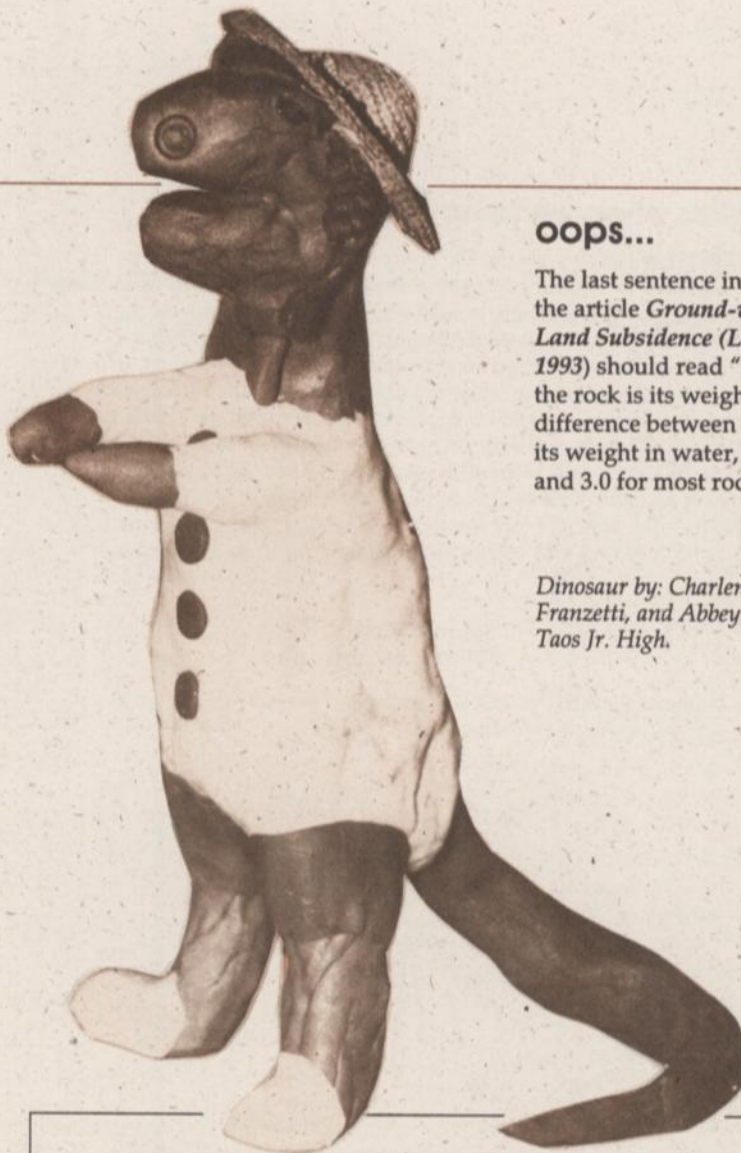 oops...
The last sentence in
the article Ground-
Land Subsidence (L
1993) should read "
the rock is its weigh
difference between
its weight in water,
and 3.0 for most roc
Dinosaur by: Charle
Franzetti, and Abbey
Taos Jr. High.